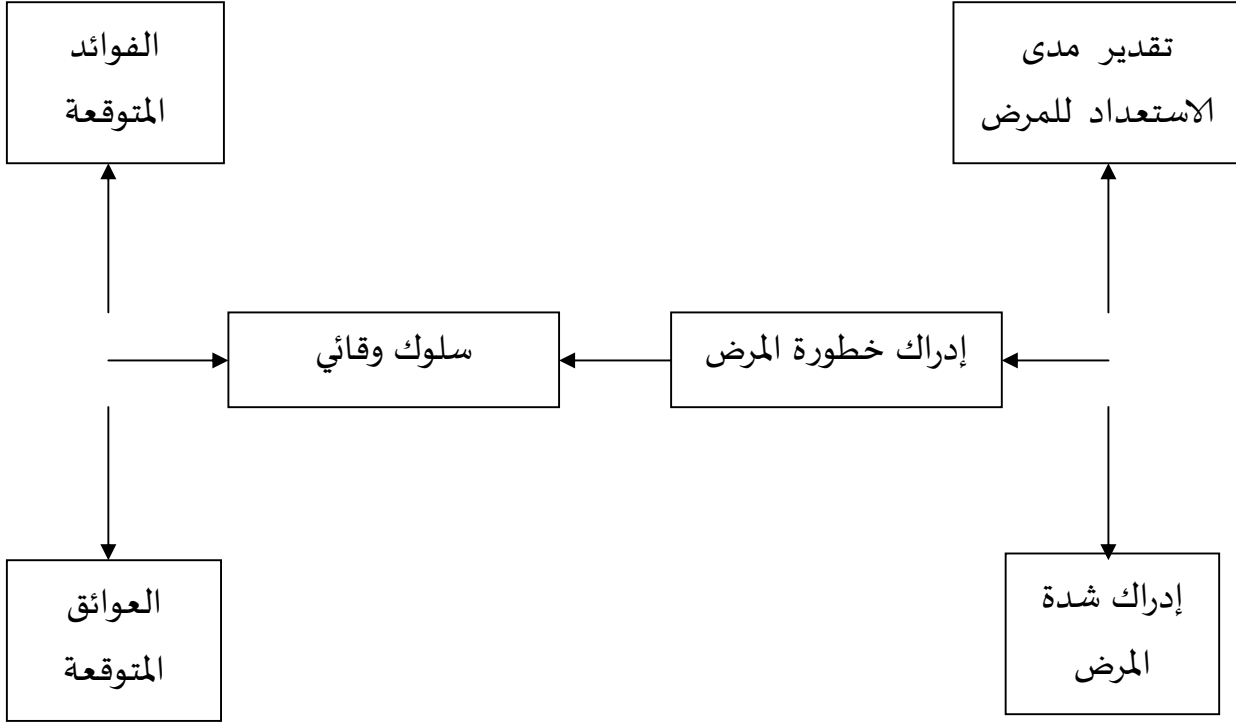 تقدير مدى
الاستعداد للمرض
الفوائد
المتوقعة
إدراك خطورة المرض
سلوك وقائي
إدراك شدة
المرض
العوائق
المتوقعة